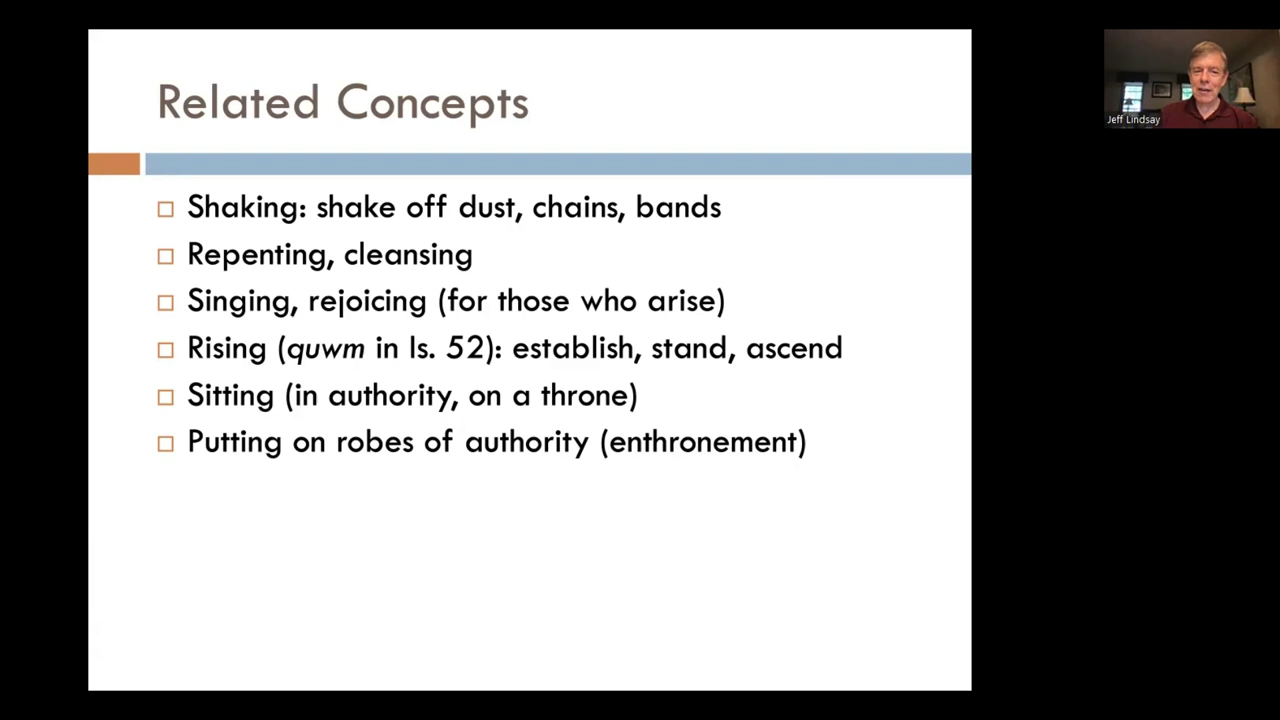 Related Concepts
Shaking: shake off dust, chains, bands
Repenting, cleansing
Singing, rejoicing (for those who arise)
Rising (quwm in Is. 52): establish, stand, ascend
Sitting (in authority, on a throne)
Putting on robes of authority (enthronement)
Jeff Lindsay